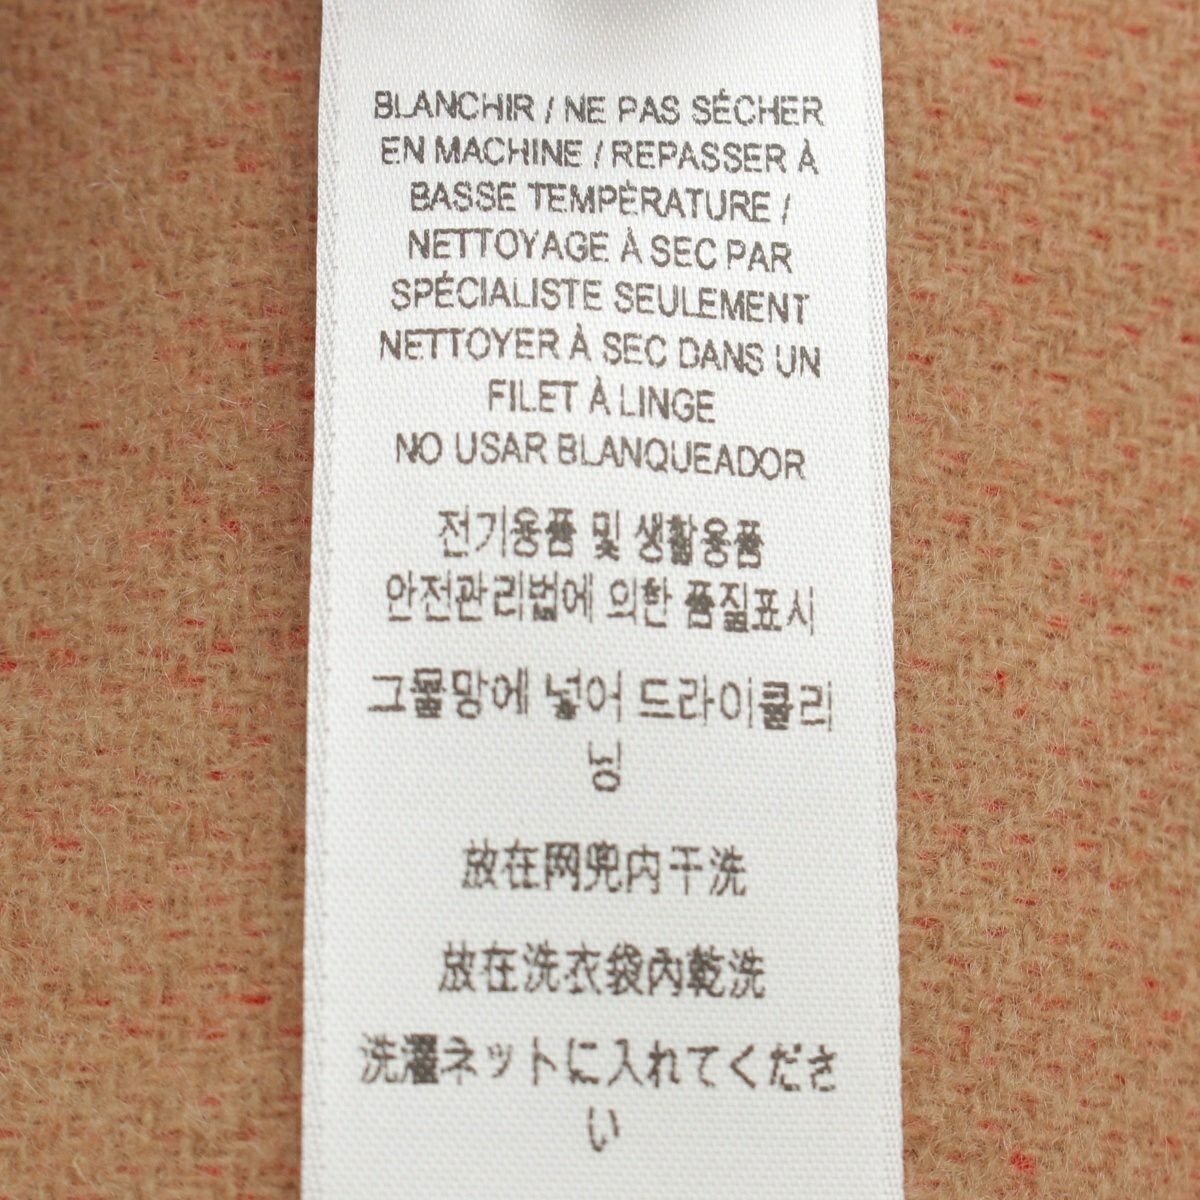 BLANCHIR / NE PAS SÉCHER
EN MACHINE / REPASSER À
BASSE TEMPÉRATURE /
NETTOYAGE À SEC PAR
SPÉCIALISTE SEULEMENT
NETTOYER À SEC DANS UN
FILET À LINGE
NO USAR BLANQUEADOR
전기용품 및 생활용품
안전관리법에 의한 품질표시
그물망에 넣어 드라이클리
닝
放在网兜内干洗
放在洗衣袋內乾洗
洗濯ネットに入れてくださ
い